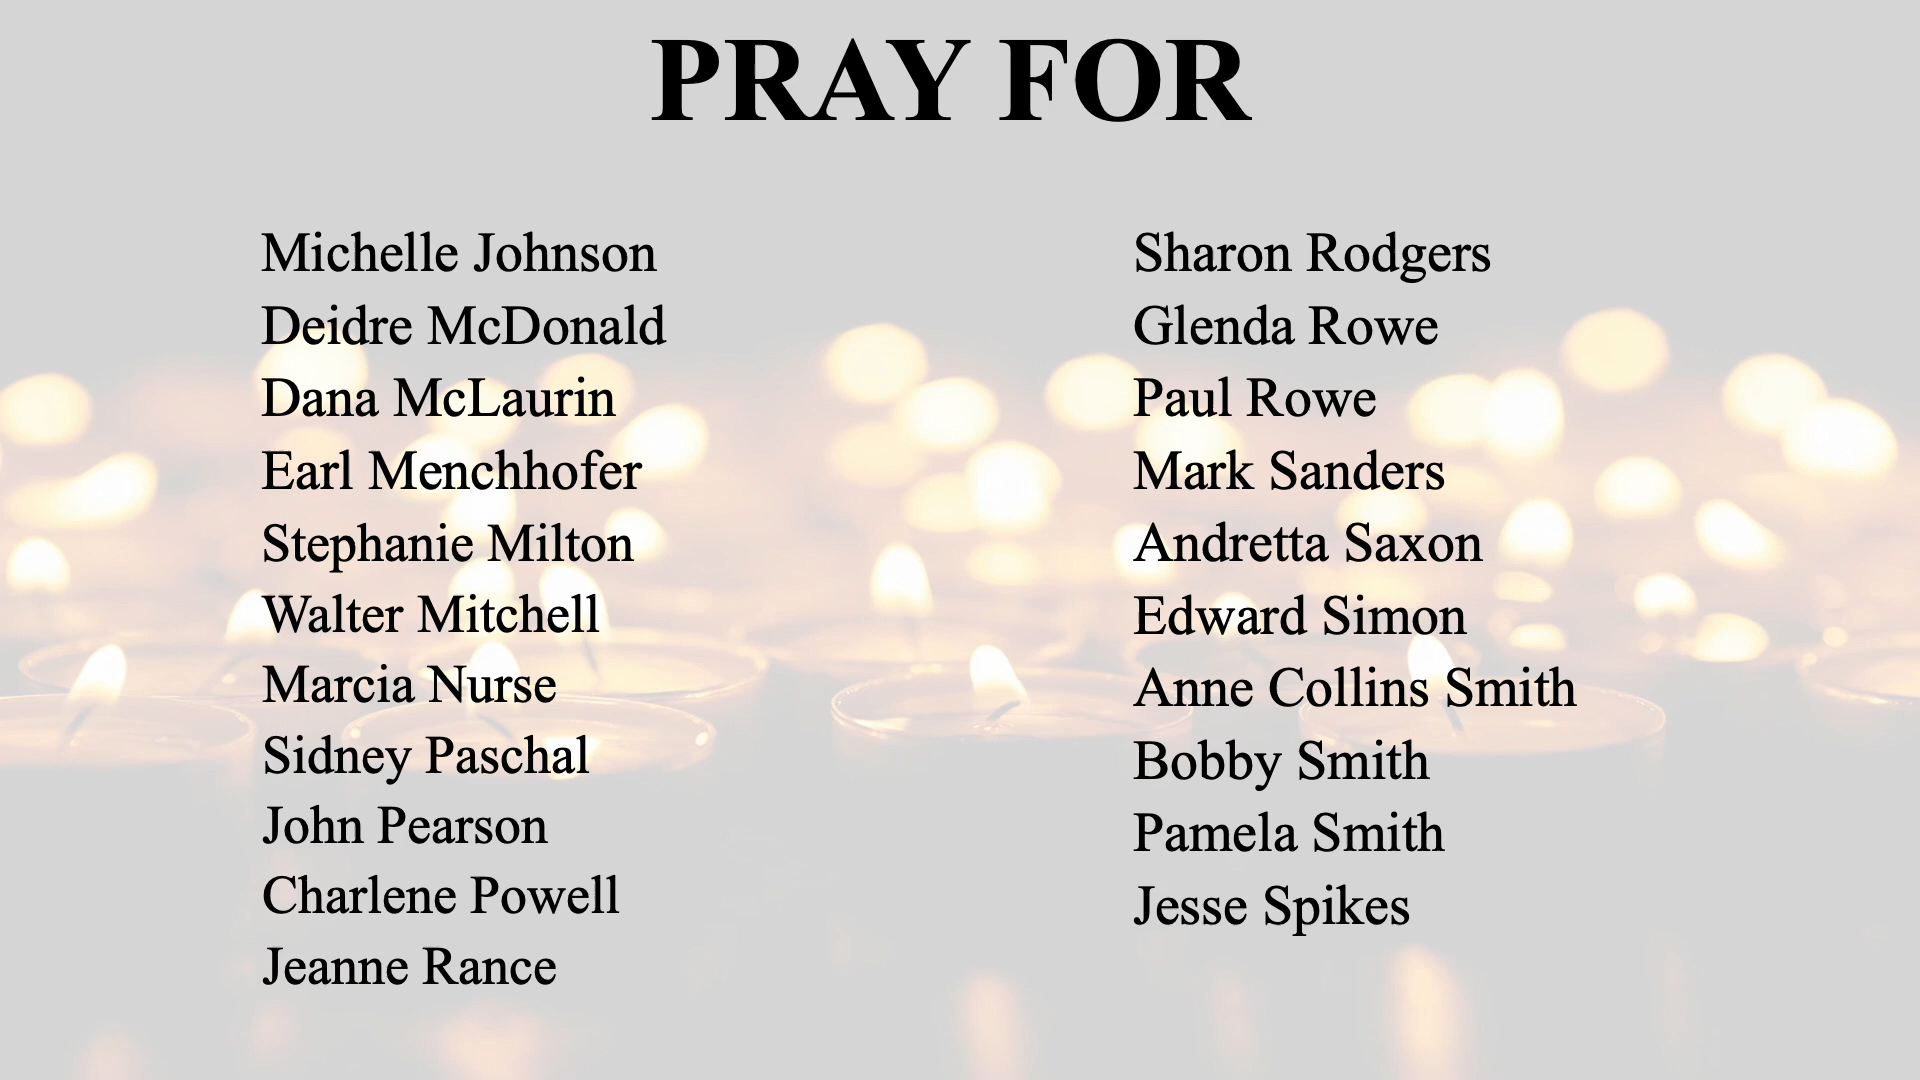 PRAY FOR
Michelle Johnson
Deidre McDonald
Dana McLaurin
Earl Menchhofer
Stephanie Milton
Walter Mitchell
Marcia Nurse
Sidney Paschal
John Pearson
Charlene Powell
Jeanne Rance
Sharon Rodgers
Glenda Rowe
Paul Rowe
Mark Sanders
Andretta Saxon
Edward Simon
Anne Collins Smith
Bobby Smith
Pamela Smith
Jesse Spikes